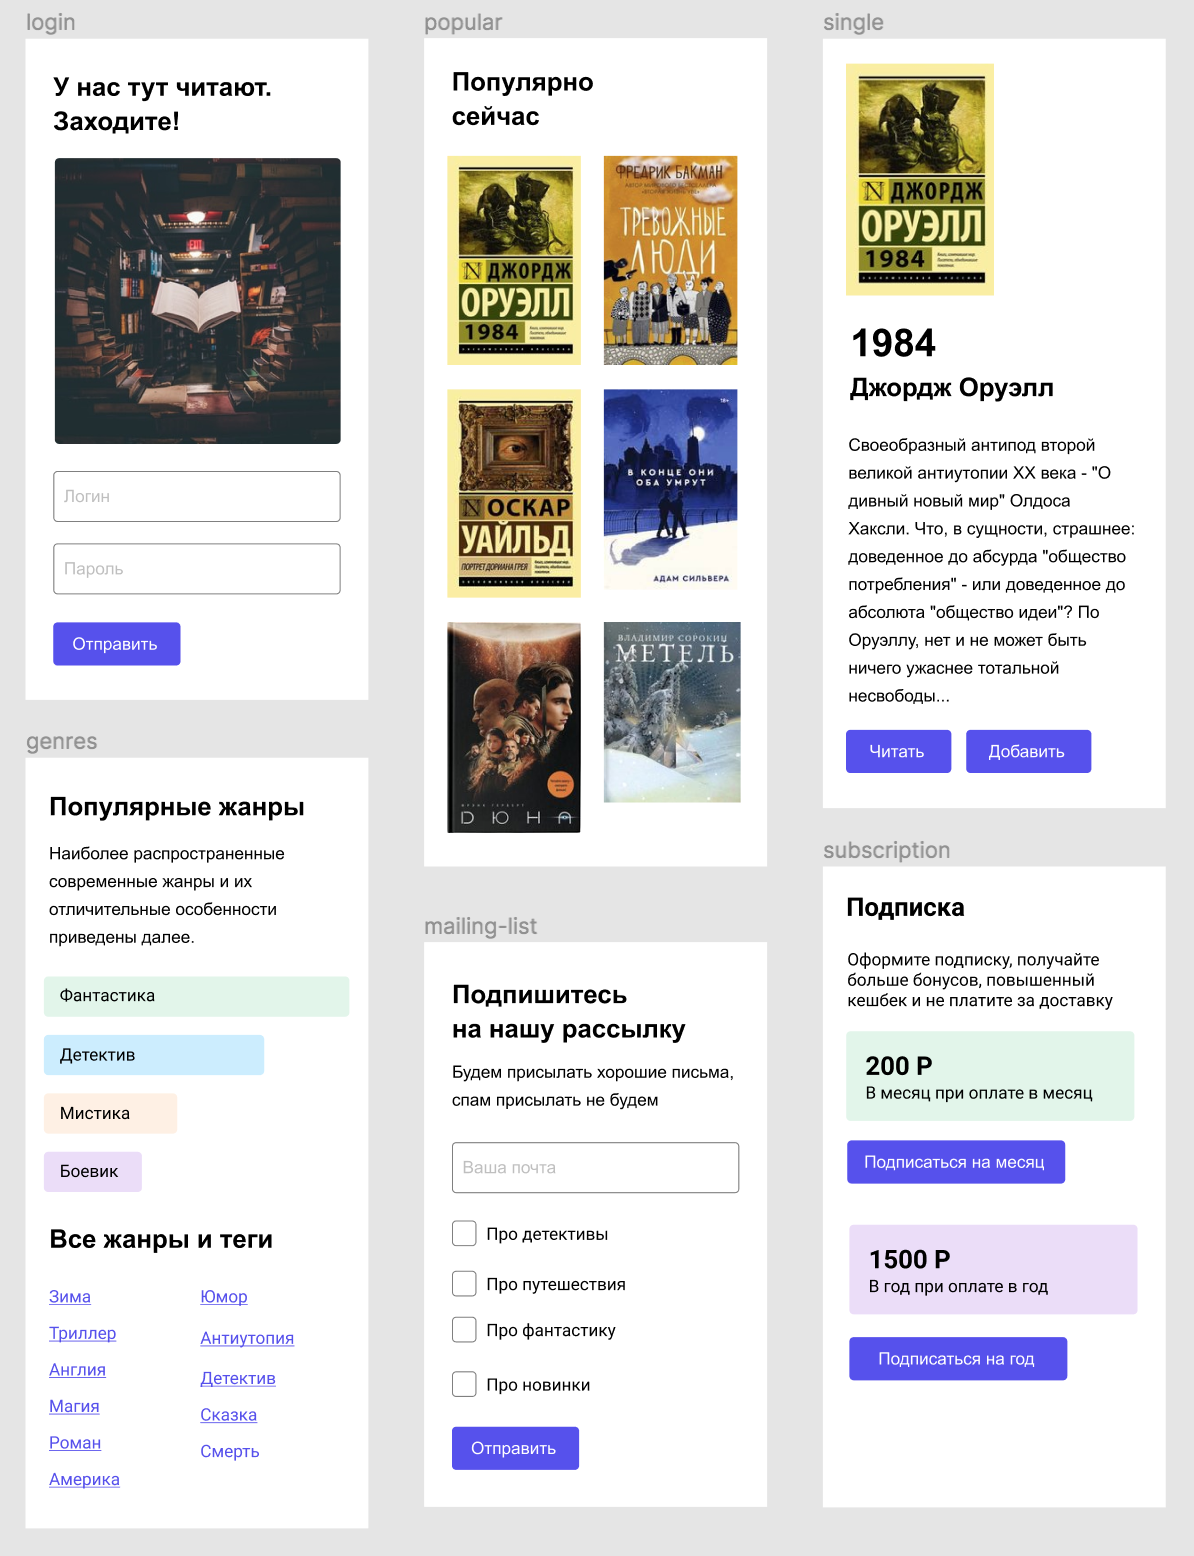 login
У нас тут читают.
Заходите!
EXIT
Логин
Пароль
Отправить
genres
Популярные жанры
Наиболее распространенные
современные жанры и их
отличительные особенности
приведены далее.
Фантастика
Детектив
Мистика
Боевик
Все жанры и теги
Зима
Триллер
Англия
Магия
Роман
Америка
Юмор
Антиутопия
Детектив
Сказка
Смерть
popular
Популярно
сейчас
N ДЖОРДЖ
ОРУЭЛЛ
1984
ФРЕДРИК БАКМАН
ТРЕВОЖНЫЕ
ЛЮДИ
N ОСКАР
УАЙЛЬД
ПОРТРЕТ ДОРИАНА ГРЕЯ
18+
В КОНЦЕ ОНИ
ОБА УМРУТ
АДАМ СИЛЬВЕРА
ФРЭНК ГЕРБЕРТ
ДЮНА
ВЛАДИМИР СОРОКИН
МЕТЕЛЬ
mailing-list
Подпишитесь
на нашу рассылку
Будем присылать хорошие письма,
спам присылать не будем
Ваша почта
Про детективы
Про путешествия
Про фантастику
Про новинки
Отправить
single
N ДЖОРДЖ
ОРУЭЛЛ
1984
1984
Джордж Оруэлл
Своеобразный антипод второй
великой антиутопии XX века - "О
дивный новый мир" Олдоса
Хаксли. Что, в сущности, страшнее:
доведенное до абсурда "общество
потребления" - или доведенное до
абсолюта "общество идеи"? По
Оруэллу, нет и не может быть
ничего ужаснее тотальной
несвободы...
Читать
Добавить
subscription
Подписка
Оформите подписку, получайте
больше бонусов, повышенный
кешбек и не платите за доставку
200 Р
В месяц при оплате в месяц
Подписаться на месяц
1500 Р
В год при оплате в год
Подписаться на год